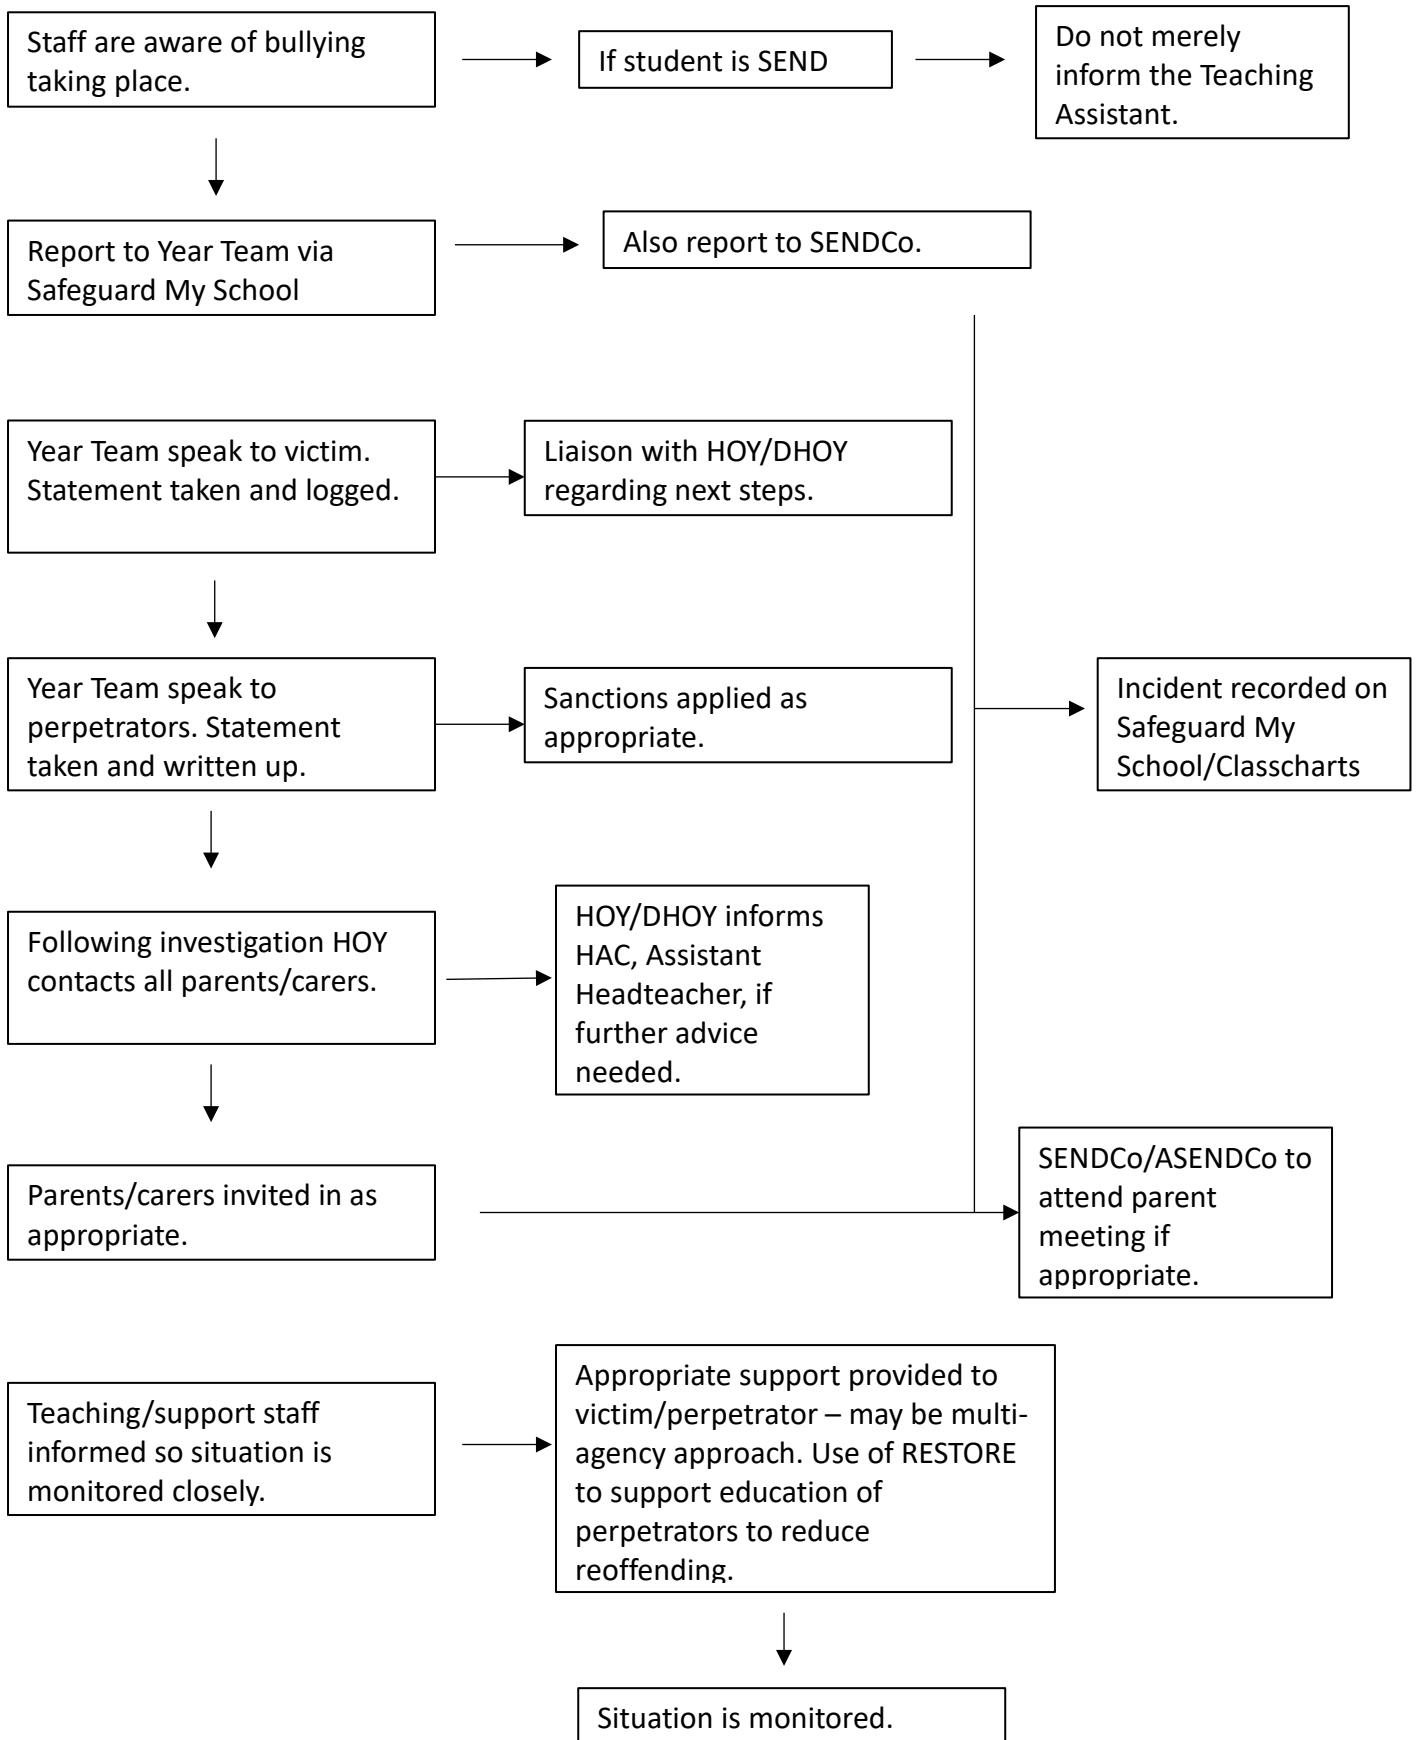 Staff are aware of bullying
taking place.
If student is SEND
Do not merely
inform the Teaching
Assistant.
Report to Year Team via
Safeguard My School
Also report to SENDCo.
Year Team speak to victim.
Statement taken and logged.
Liaison with HOY/DHOY
regarding next steps.
Year Team speak to
perpetrators. Statement
taken and written up.
Sanctions applied as
appropriate.
Incident recorded on
Safeguard My
School/Classcharts
Following investigation HOY
contacts all parents/carers.
HOY/DHOY informs
HAC, Assistant
Headteacher, if
further advice
needed.
Parents/carers invited in as
appropriate.
SENDCo/ASENDCo to
attend parent
meeting if
appropriate.
Teaching/support staff
informed so situation is
monitored closely.
Appropriate support provided to
victim/perpetrator – may be multi-
agency approach. Use of RESTORE
to support education of
perpetrators to reduce
reoffending.
Situation is monitored.